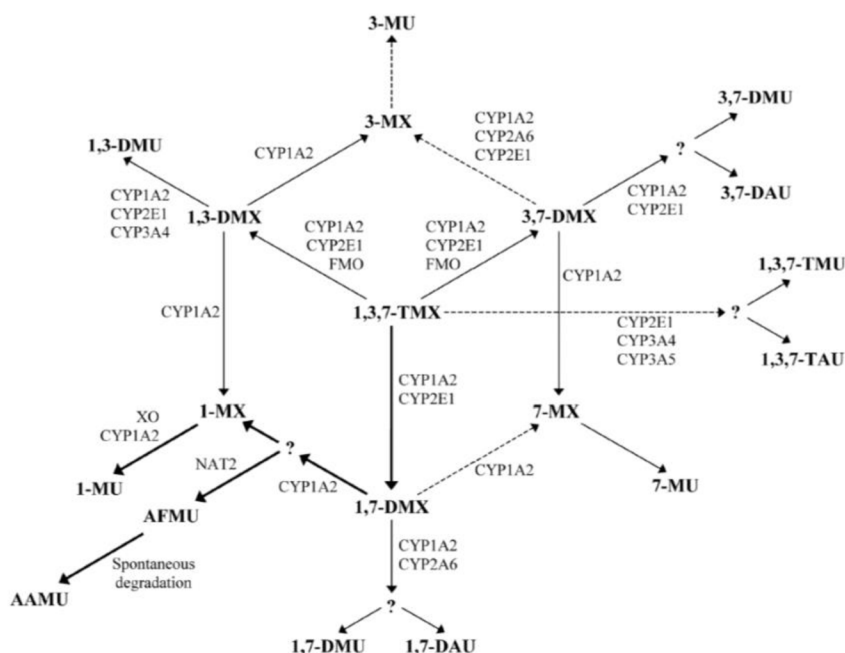 3-MU
3-MX
CYP1A2
CYP2A6
CYP2E1
3,7-DMU
?
3,7-DAU
CYP1A2
CYP2E1
1,3-DMU
CYP1A2
CYP1A2
CYP2E1
CYP3A4
1,3-DMX
3,7-DMX
CYP1A2
CYP2E1
FMO
CYP1A2
CYP2E1
FMO
CYP1A2
CYP1A2
1,3,7-TMX
CYP2E1
CYP3A4
CYP3A5
?
1,3,7-TMU
1,3,7-TAU
CYP1A2
CYP2E1
1-MX
7-MX
XO
CYP1A2
?
NAT2
CYP1A2
CYP1A2
1-MU
7-MU
AFMU
1,7-DMX
Spontaneous
degradation
AAMU
CYP1A2
CYP2A6
?
1,7-DMU
1,7-DAU